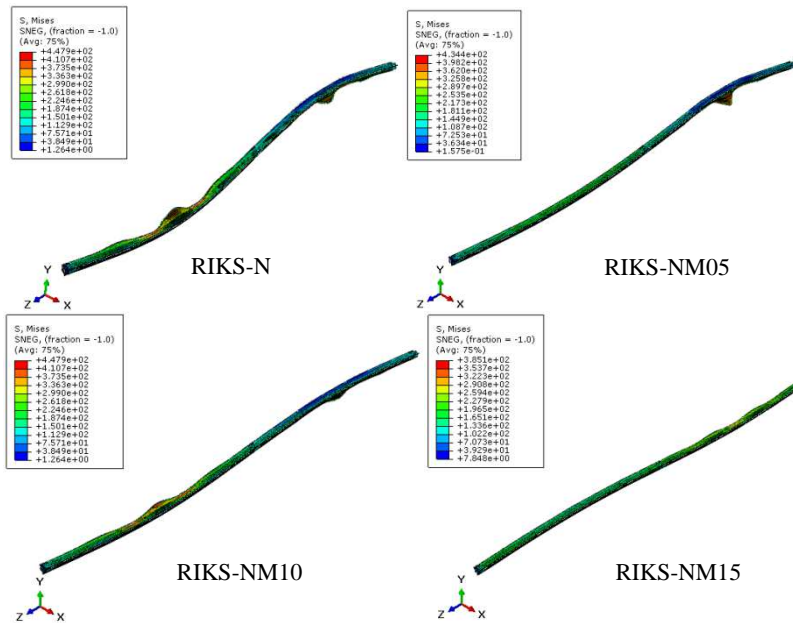 S, Mises
SNEG, (fraction = -1.0)
(Avg: 75%)
+4.479e+02
+4.107e+02
+3.735e+02
+3.363e+02
+2.990e+02
+2.618e+02
+2.246e+02
+1.874e+02
+1.501e+02
+1.129e+02
+7.571e+01
+3.849e+01
+1.264e+00
Y
Z
X
RIKS-N
S, Mises
SNEG, (fraction = -1.0)
(Avg: 75%)
+4.344e+02
+3.982e+02
+3.620e+02
+3.258e+02
+2.897e+02
+2.535e+02
+2.173e+02
+1.811e+02
+1.449e+02
+1.087e+02
+7.253e+01
+3.634e+01
+1.575e-01
Y
Z
X
RIKS-NM05
S, Mises
SNEG, (fraction = -1.0)
(Avg: 75%)
+4.479e+02
+4.107e+02
+3.735e+02
+3.363e+02
+2.990e+02
+2.618e+02
+2.246e+02
+1.874e+02
+1.501e+02
+1.129e+02
+7.571e+01
+3.849e+01
+1.264e+00
Y
Z
X
RIKS-NM10
S, Mises
SNEG, (fraction = -1.0)
(Avg: 75%)
+3.851e+02
+3.537e+02
+3.223e+02
+2.908e+02
+2.594e+02
+2.279e+02
+1.965e+02
+1.651e+02
+1.336e+02
+1.022e+02
+7.073e+01
+3.929e+01
+7.848e+00
Y
Z
X
RIKS-NM15